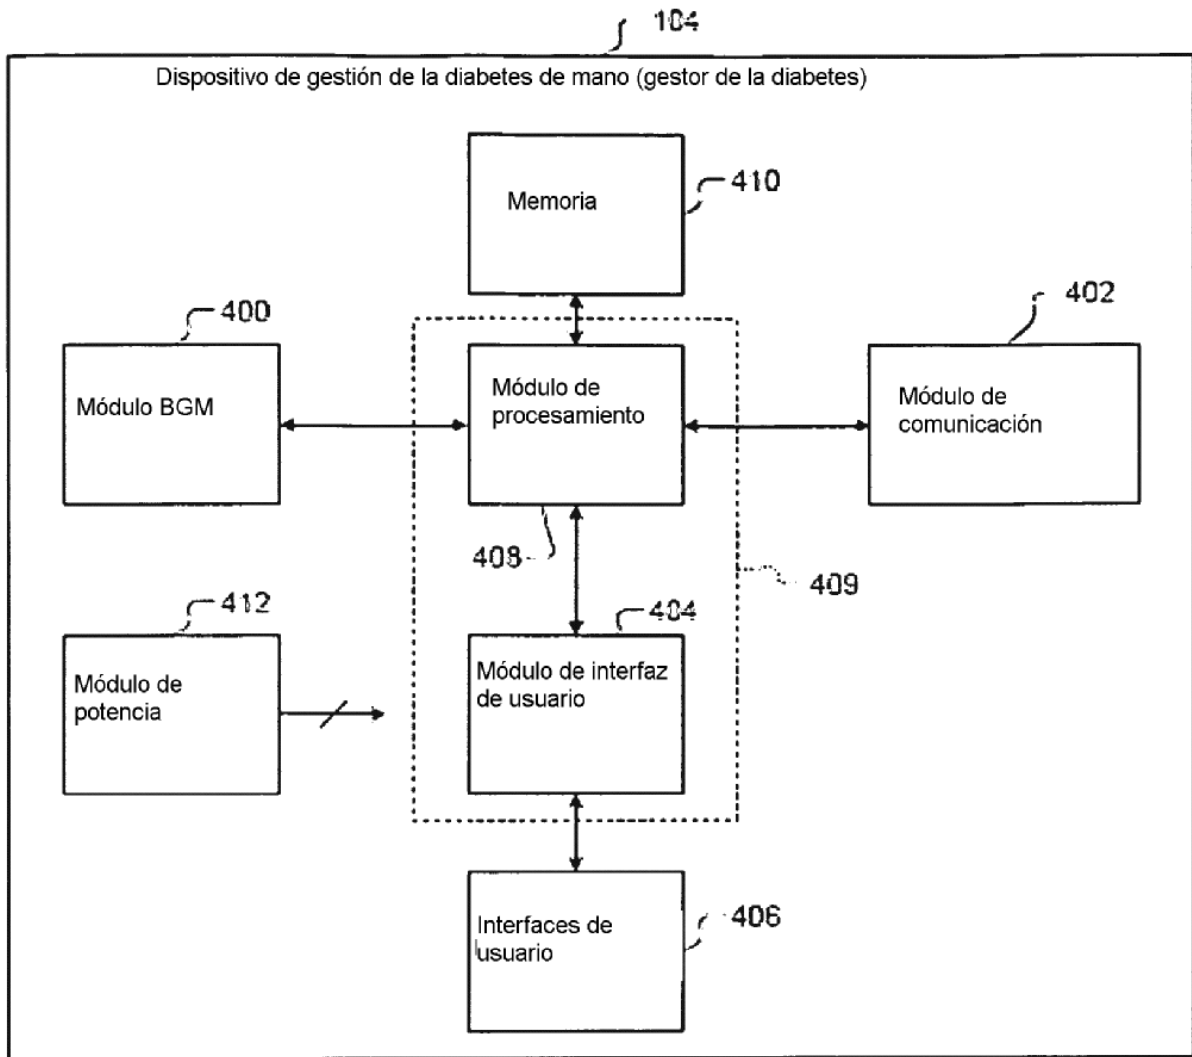 104
Dispositivo de gestión de la diabetes de mano (gestor de la diabetes)
Memoria
410
400
402
Módulo BGM
Módulo de
procesamiento
Módulo de
comunicación
408
409
412
404
Módulo de
potencia
Módulo de interfaz
de usuario
406
Interfaces de
usuario